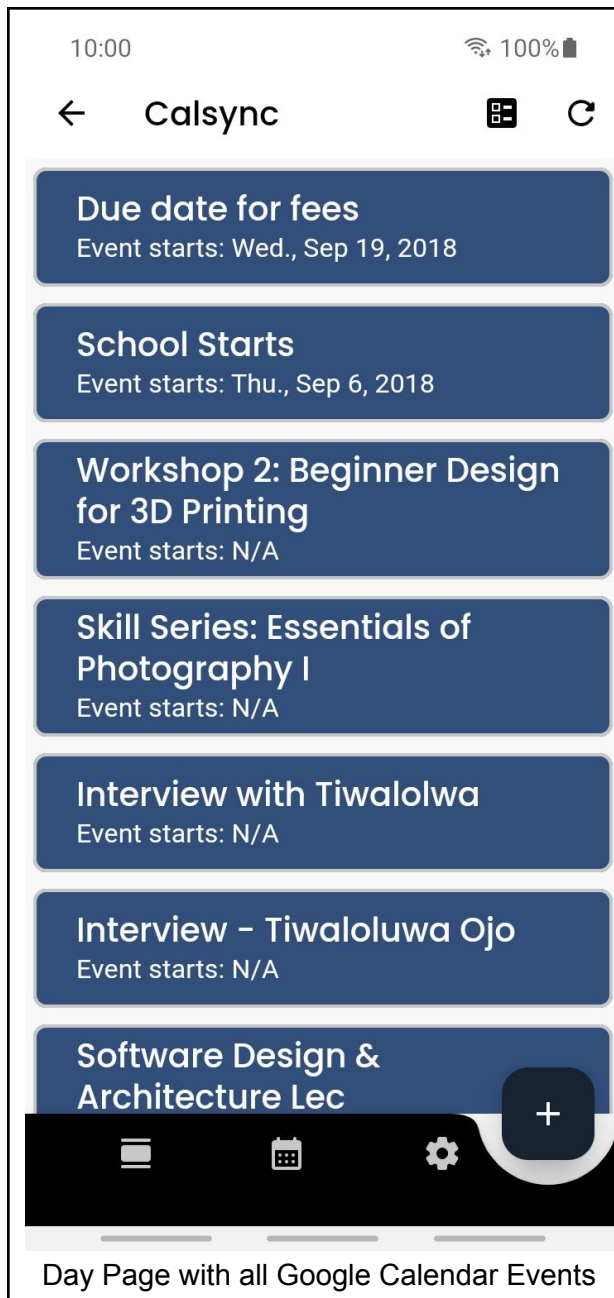 10:00 100%
Calsync
Due date for fees
Event starts: Wed., Sep 19, 2018
School Starts
Event starts: Thu., Sep 6, 2018
Workshop 2: Beginner Design
for 3D Printing
Event starts: N/A
Skill Series: Essentials of
Photography I
Event starts: N/A
Interview with Tiwalolwa
Event starts: N/A
Interview - Tiwaloluwa Ojo
Event starts: N/A
Software Design &
Architecture Lec
+
Day Page with all Google Calendar Events